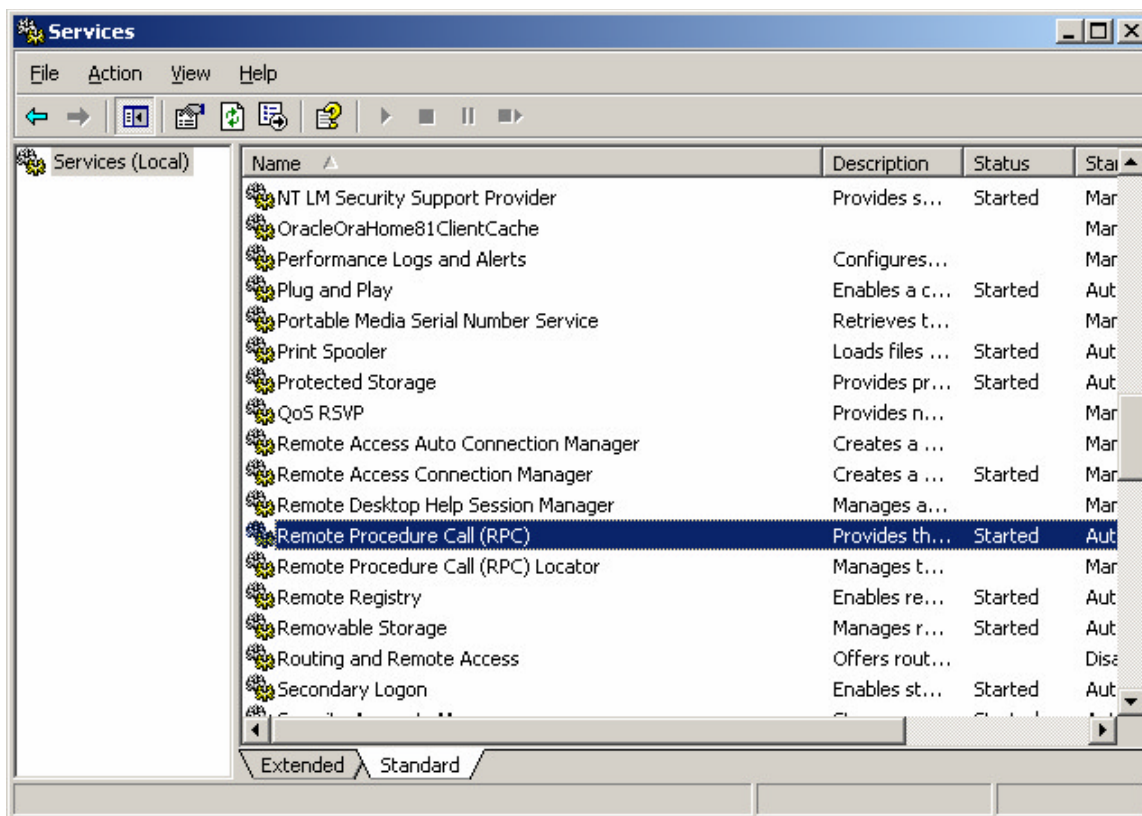 Services
File Action View Help
Services (Local)
Name Description Status Star
NT LM Security Support Provider Provides s... Started Mar
OracleOraHome81ClientCache Mar
Performance Logs and Alerts Configures... Mar
Plug and Play Enables a c... Started Aut
Portable Media Serial Number Service Retrieves t... Mar
Print Spooler Loads files ... Started Aut
Protected Storage Provides pr... Started Aut
QoS RSVP Provides n... Mar
Remote Access Auto Connection Manager Creates a ... Mar
Remote Access Connection Manager Creates a ... Started Mar
Remote Desktop Help Session Manager Manages a... Mar
Remote Procedure Call (RPC) Provides th... Started Aut
Remote Procedure Call (RPC) Locator Manages t... Mar
Remote Registry Enables re... Started Aut
Removable Storage Manages r... Started Aut
Routing and Remote Access Offers rout... Disa
Secondary Logon Enables st... Started Aut
Extended Standard